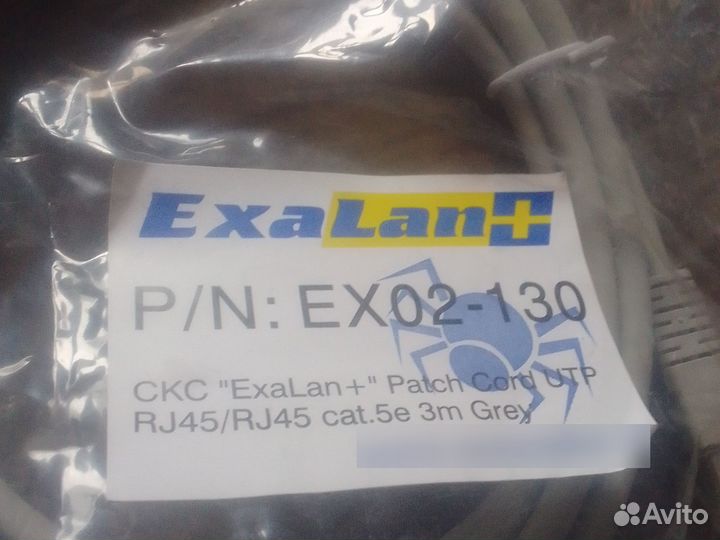 ExaLan+
P/N: EX02-130
СКС "ExaLan+" Patch Cord UTP
RJ45/RJ45 cat.5e 3m Grey
Avito